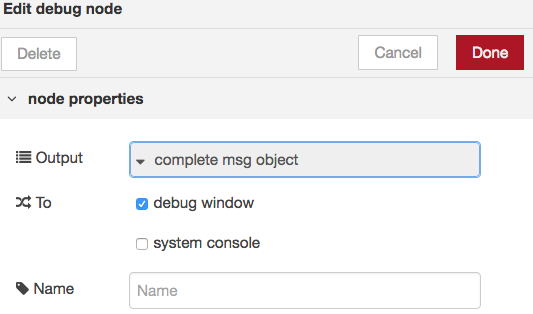 Edit debug node
Delete
Cancel
Done
node properties
Output
complete msg object
To
debug window
system console
Name
Name